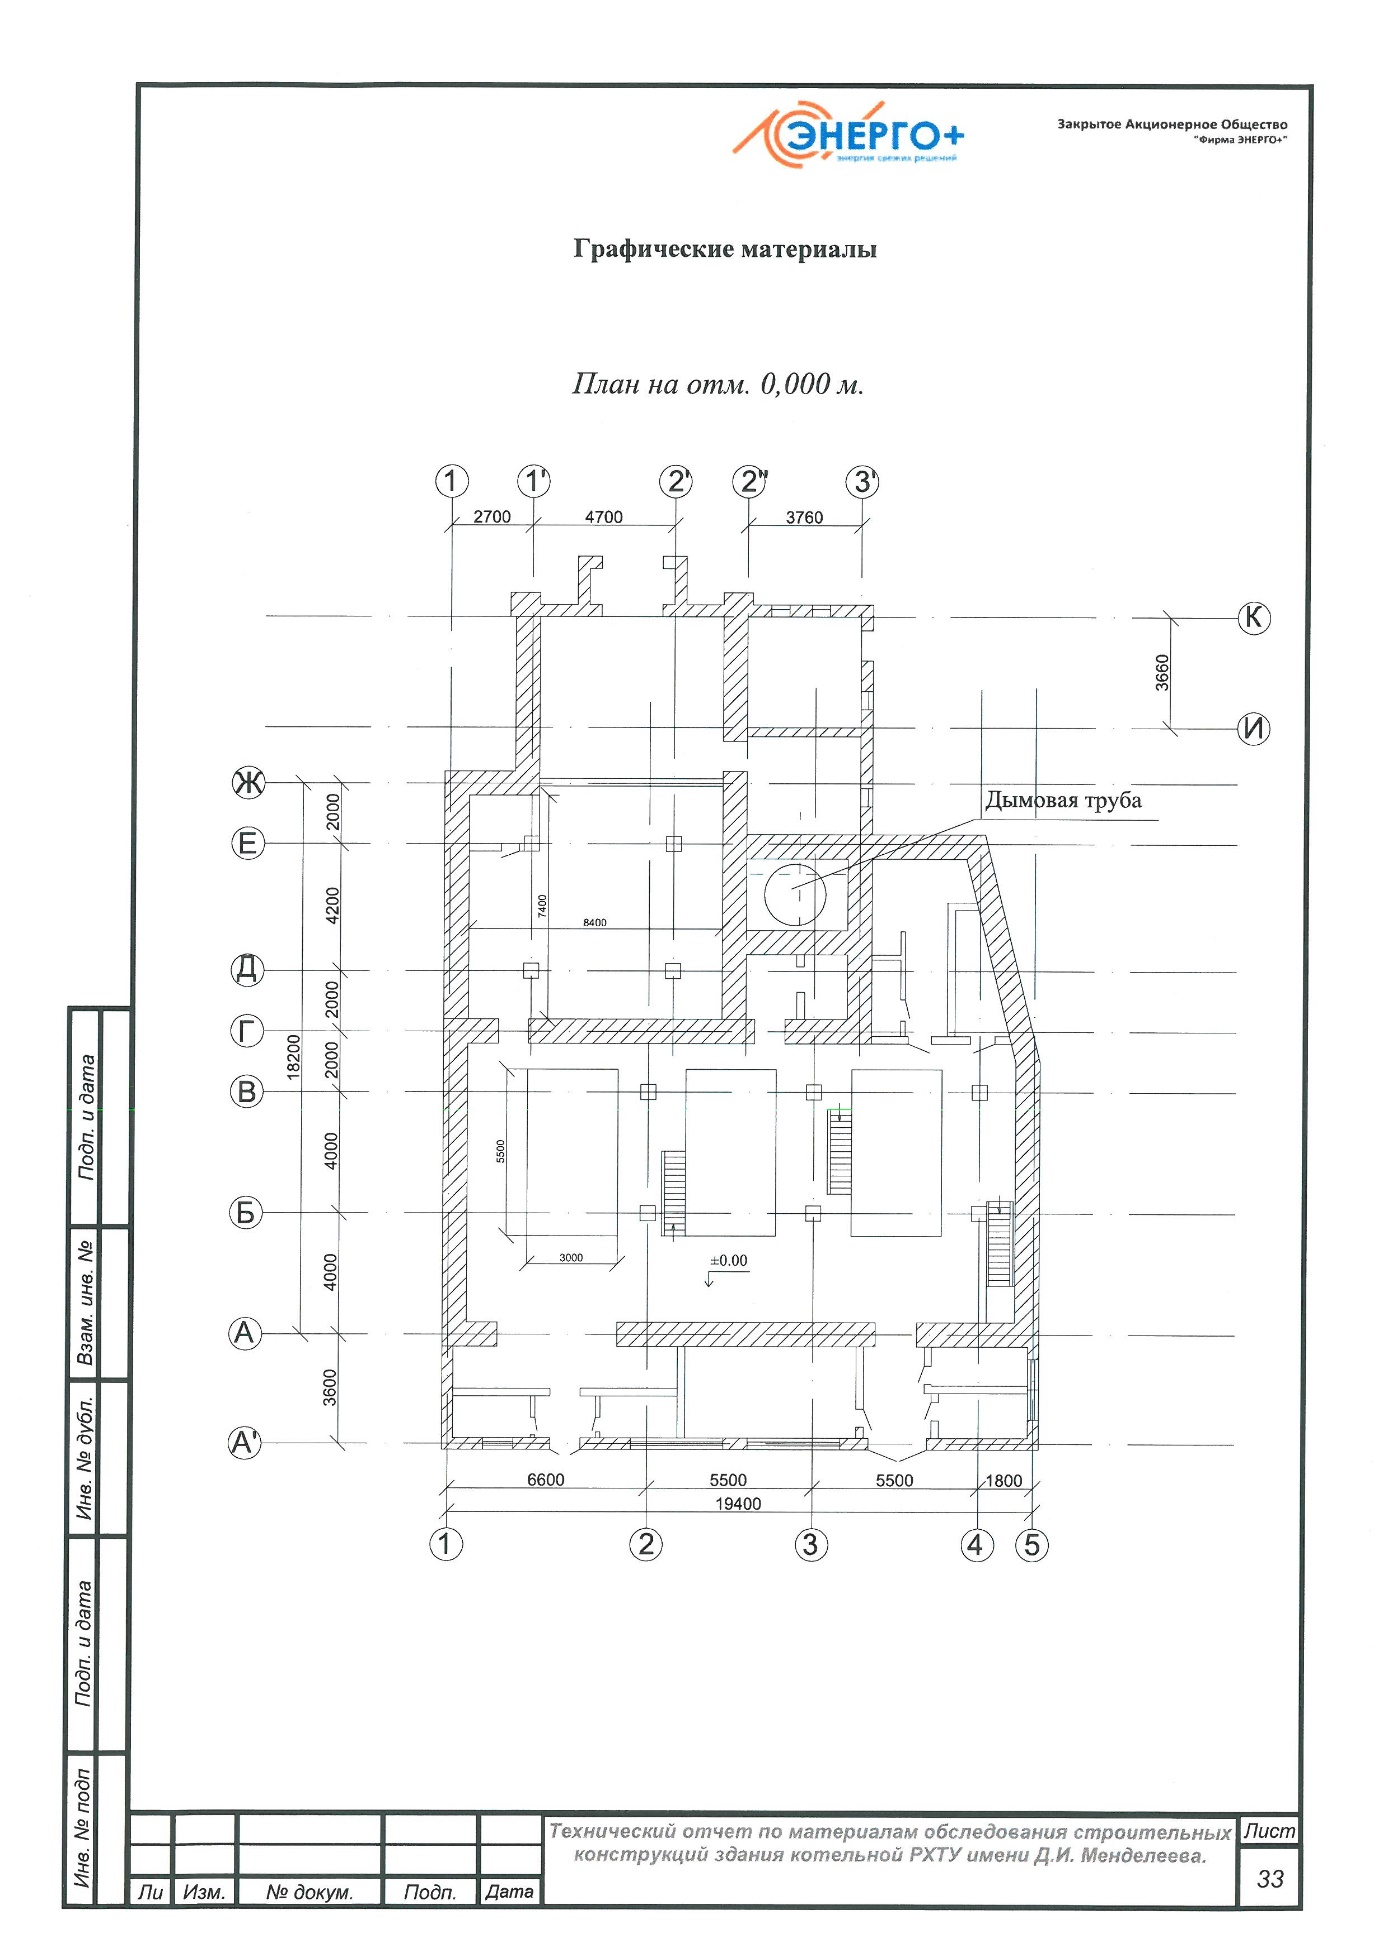 ЭНЕРГО+
энергия свежих решений
Закрытое Акционерное Общество
"Фирма ЭНЕРГО+"
Графические материалы
План на отм. 0,000 м.
1 1' 2' 2" 3'
2700 4700 3760
К
3660
И
Ж
2000
Дымовая труба
Е
4200
7400
8400
Д
2000
Г
18200
2000
В
5500
4000
Б
3000
±0.00
4000
А
3600
А'
6600 5500 5500 1800
19400
1 2 3 4 5
Подп. и дата
Взам. инв. №
Инв. № дубл.
Подп. и дата
Инв. № подп
Ли Изм. № докум. Подп. Дата
Технический отчет по материалам обследования строительных
конструкций здания котельной РХТУ имени Д.И. Менделеева.
Лист
33